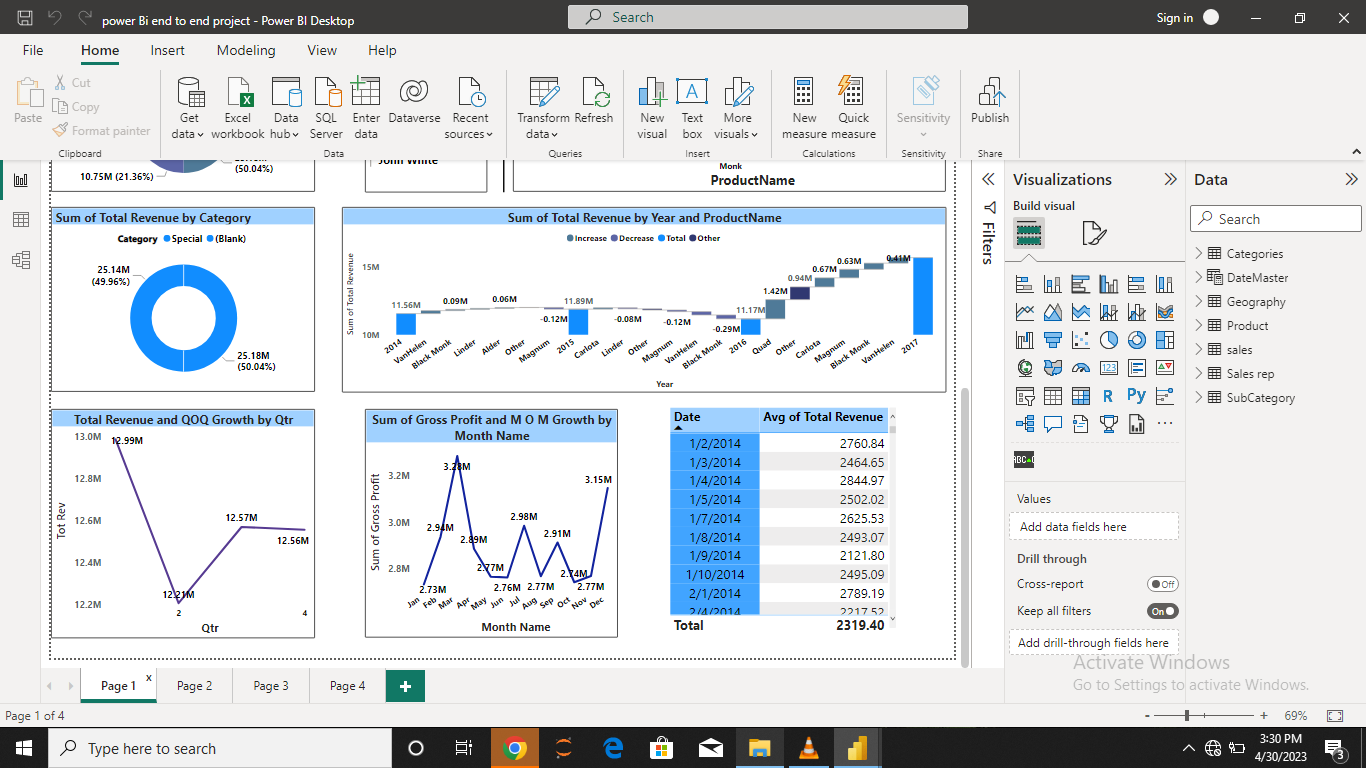 power Bi end to end project - Power BI Desktop
Search
Sign in
File Home Insert Modeling View Help
Paste
Cut
Copy
Format painter
Clipboard
Get data
Excel workbook
Data hub
SQL Server
Enter data
Dataverse
Recent sources
Data
Transform data
Refresh
Queries
New visual
Text box
More visuals
Insert
New measure
Quick measure
Calculations
Sensitivity
Sensitivity
Publish
Share
10.75M (21.36%)
(50.04%)
John White
Monk
ProductName
Sum of Total Revenue by Category
Category Special (Blank)
25.14M
(49.96%)
25.18M
(50.04%)
Sum of Total Revenue by Year and ProductName
Increase Decrease Total Other
Sum of Total Revenue
15M
10M
11.56M
0.09M
0.06M
-0.12M
11.89M
-0.08M
-0.12M
-0.29M
11.17M
1.42M
0.94M
0.67M
0.63M
0.41M
2014 VanHelen Black Monk Linder Alder Other Magnum 2015 Carlota Linder Other Magnum VanHelen Black Monk 2016 Quad Other Carlota Magnum Black Monk VanHelen 2017
Year
Total Revenue and QOQ Growth by Qtr
Tot Rev
13.0M
12.8M
12.6M
12.4M
12.2M
12.99M
12.21M
12.57M
12.56M
2 4
Qtr
Sum of Gross Profit and M O M Growth by
Month Name
Sum of Gross Profit
3.2M
3.0M
2.8M
2.73M
2.94M
3.28M
2.89M
2.77M
2.76M
2.98M
2.77M
2.91M
2.74M
2.77M
3.15M
Jan Feb Mar Apr May Jun Jul Aug Sep Oct Nov Dec
Month Name
Date Avg of Total Revenue
1/2/2014 2760.84
1/3/2014 2464.65
1/4/2014 2844.97
1/5/2014 2502.02
1/7/2014 2625.53
1/8/2014 2493.07
1/9/2014 2121.80
1/10/2014 2495.09
2/1/2014 2789.19
2/4/2014 2217.52
Total 2319.40
Filters
Visualizations
Build visual
123
R
Py
Values
Add data fields here
Drill through
Cross-report Off
Keep all filters On
Add drill-through fields here
Data
Search
Categories
DateMaster
Geography
Product
sales
Sales rep
SubCategory
Activate Windows
Go to Settings to activate Windows.
Page 1 x
Page 2
Page 3
Page 4
+
Page 1 of 4
- + 69%
Type here to search
3:30 PM
4/30/2023
3